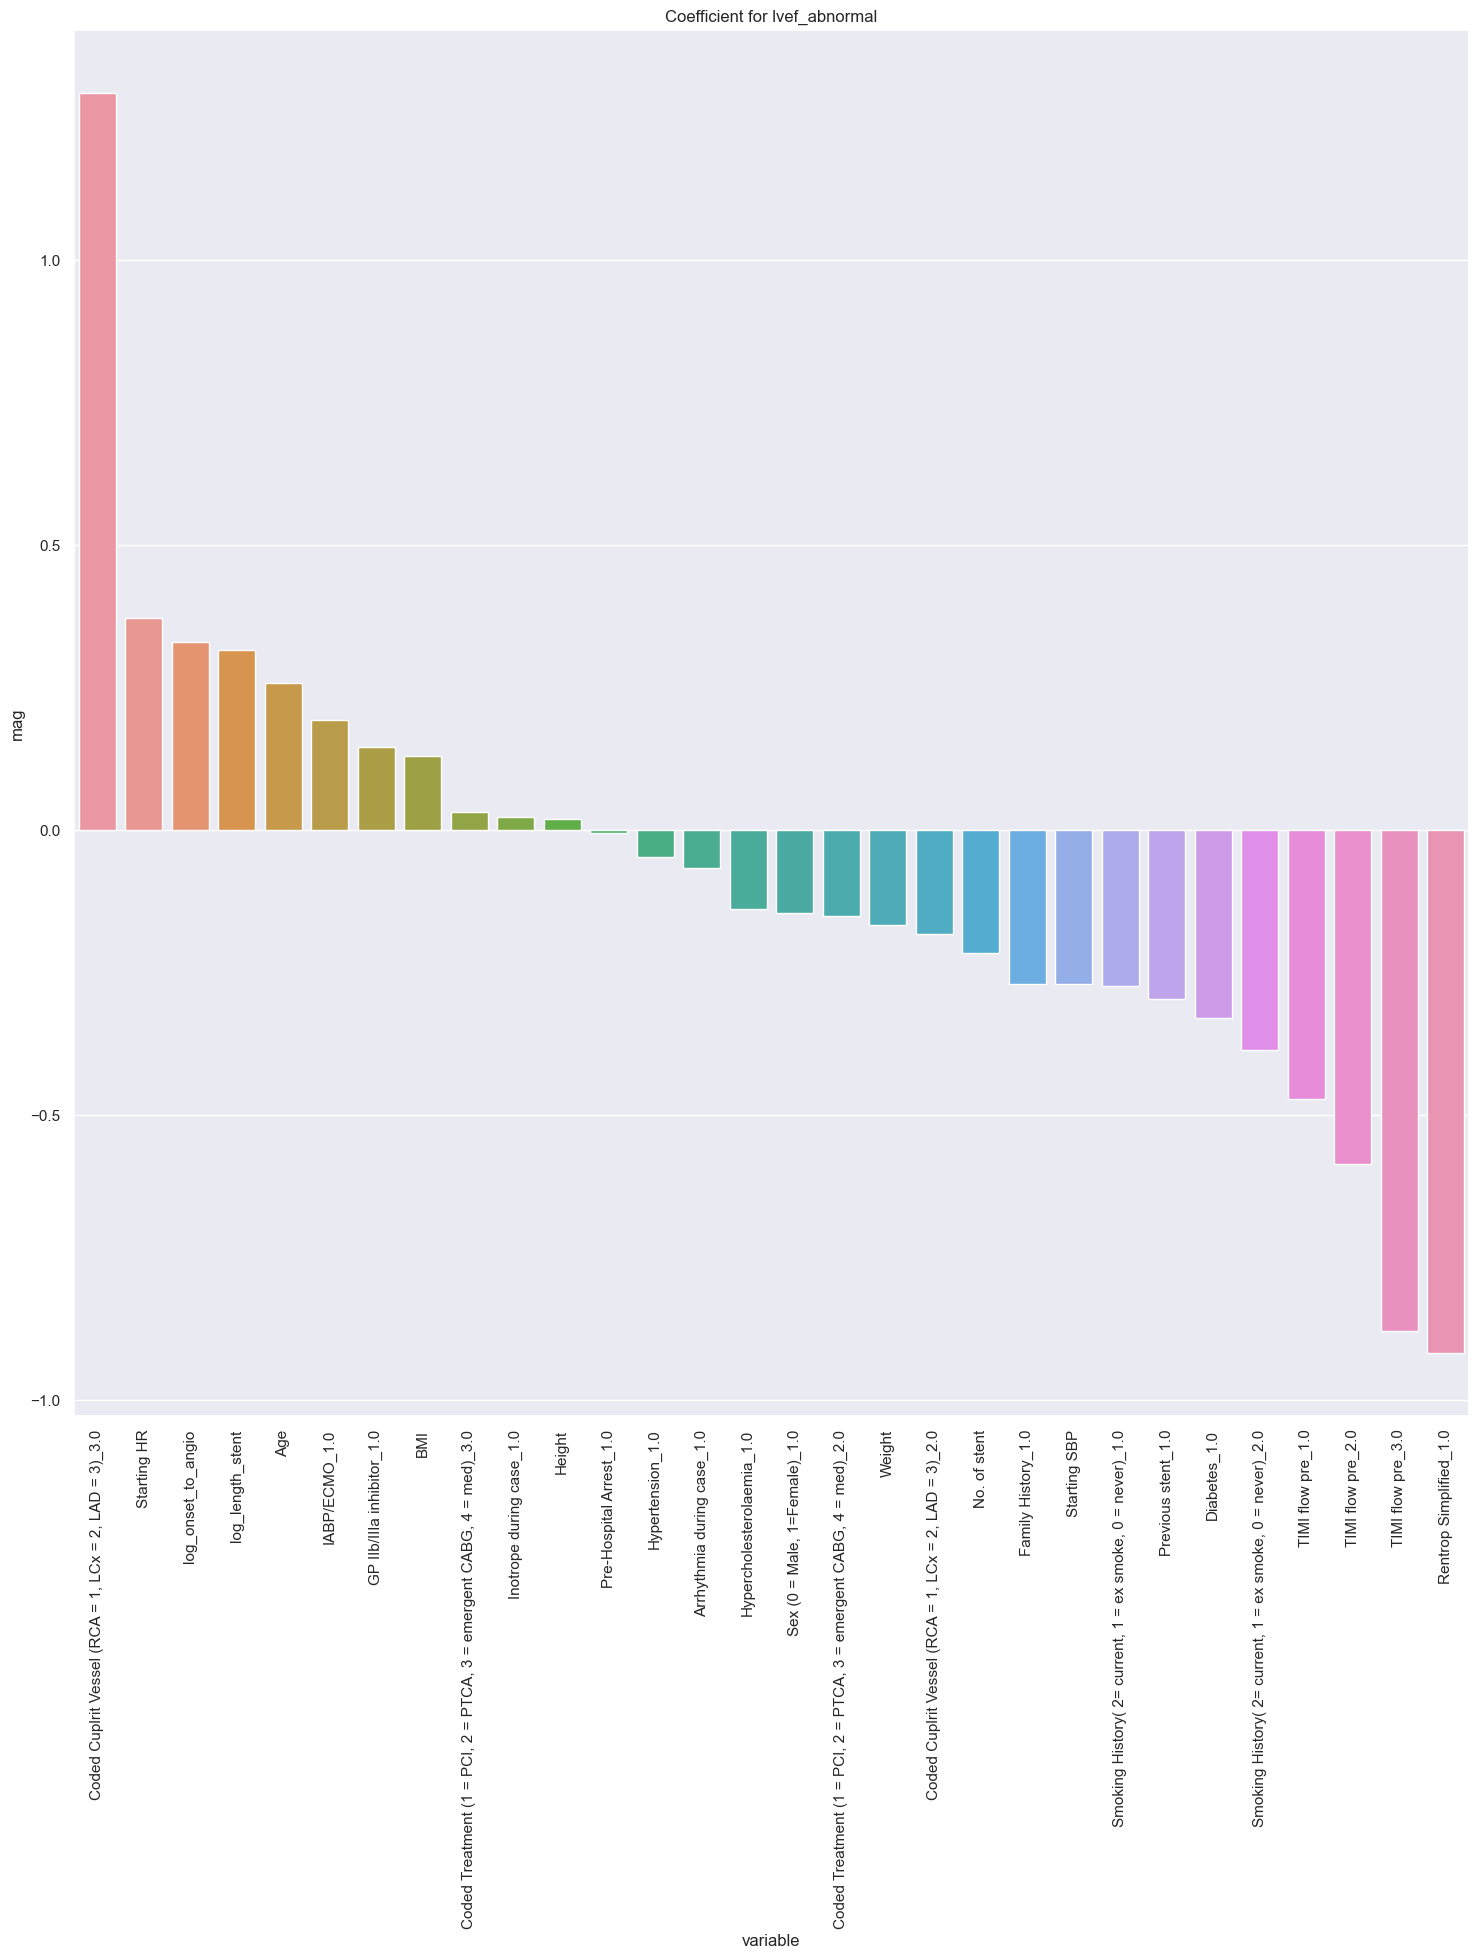 Coefficient for lvef_abnormal
mag
1.0
0.5
0.0
−0.5
−1.0
Coded Cuplrit Vessel (RCA = 1, LCx = 2, LAD = 3)_3.0
Starting HR
log_onset_to_angio
log_length_stent
Age
IABP/ECMO_1.0
GP IIb/IIIa inhibitor_1.0
BMI
Coded Treatment (1 = PCI, 2 = PTCA, 3 = emergent CABG, 4 = med)_3.0
Inotrope during case_1.0
Height
Pre-Hospital Arrest_1.0
Hypertension_1.0
Arrhythmia during case_1.0
Hypercholesterolaemia_1.0
Sex (0 = Male, 1=Female)_1.0
Coded Treatment (1 = PCI, 2 = PTCA, 3 = emergent CABG, 4 = med)_2.0
Weight
Coded Cuplrit Vessel (RCA = 1, LCx = 2, LAD = 3)_2.0
No. of stent
Family History_1.0
Starting SBP
Smoking History( 2= current, 1 = ex smoke, 0 = never)_1.0
Previous stent_1.0
Diabetes_1.0
Smoking History( 2= current, 1 = ex smoke, 0 = never)_2.0
TIMI flow pre_1.0
TIMI flow pre_2.0
TIMI flow pre_3.0
Rentrop Simplified_1.0
variable